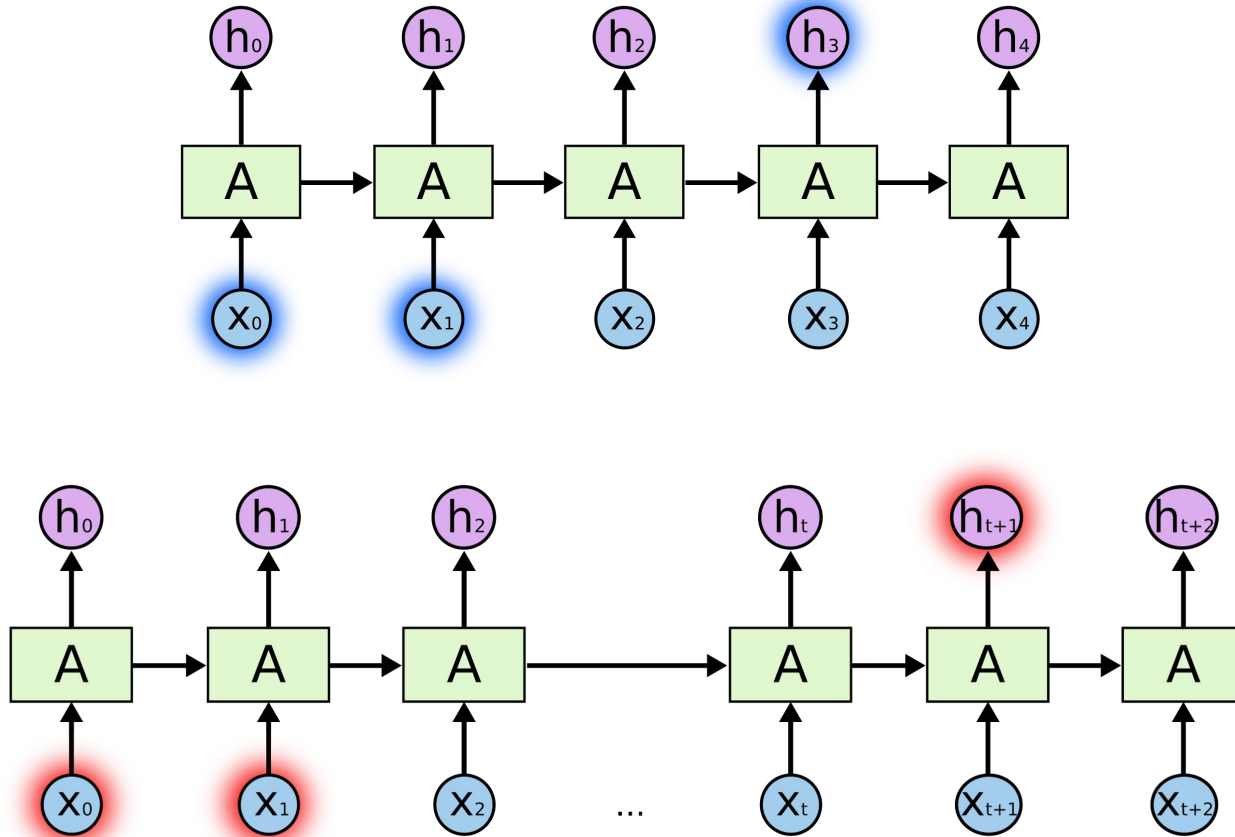 h₀ h₁ h₂ h₃ h₄
A A A A A
x₀ x₁ x₂ x₃ x₄
h₀ h₁ h₂ hₜ hₜ₊₁ hₜ₊₂
A A A A A A
x₀ x₁ x₂ ... xₜ xₜ₊₁ xₜ₊₂